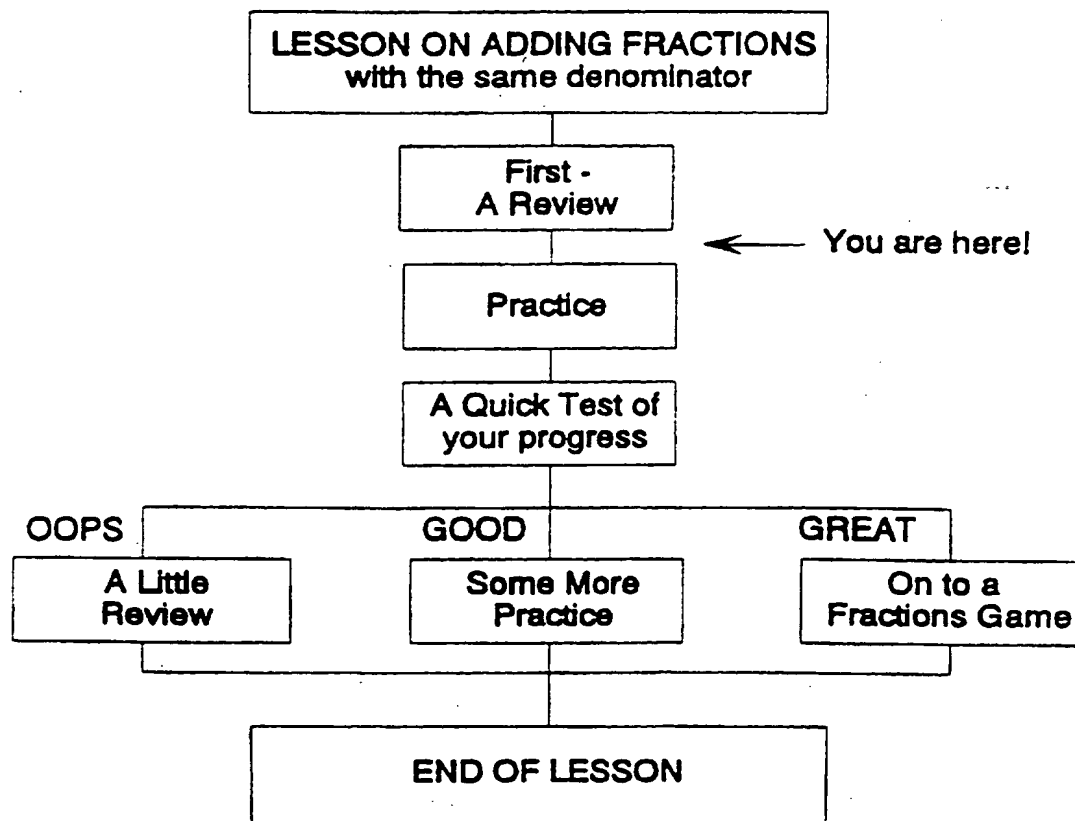 LESSON ON ADDING FRACTIONS
with the same denominator
First -
A Review
You are here!
Practice
A Quick Test of
your progress
OOPS
GOOD
GREAT
A Little
Review
Some More
Practice
On to a
Fractions Game
END OF LESSON